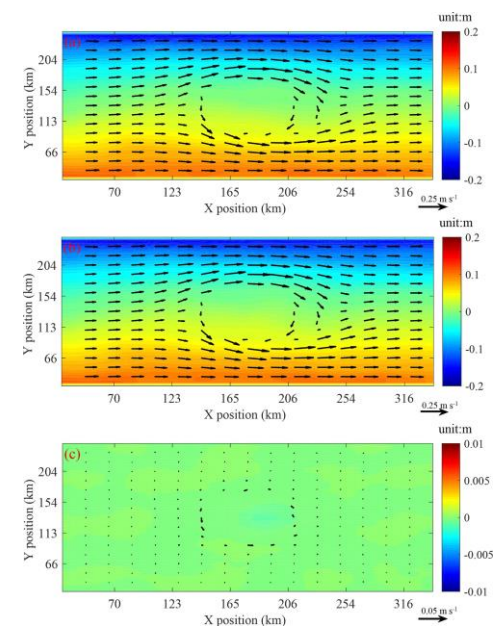 unit:m
(a)
0.2
204
0.1
154
0
113
-0.1
66
-0.2
70 123 165 206 254 316
X position (km)
0.25 m s⁻¹
Y position (km)
unit:m
(b)
0.2
204
0.1
154
0
113
-0.1
66
-0.2
70 123 165 206 254 316
X position (km)
0.25 m s⁻¹
Y position (km)
unit:m
(c)
0.01
204
0.005
154
0
113
-0.005
66
-0.01
70 123 165 206 254 316
X position (km)
0.05 m s⁻¹
Y position (km)